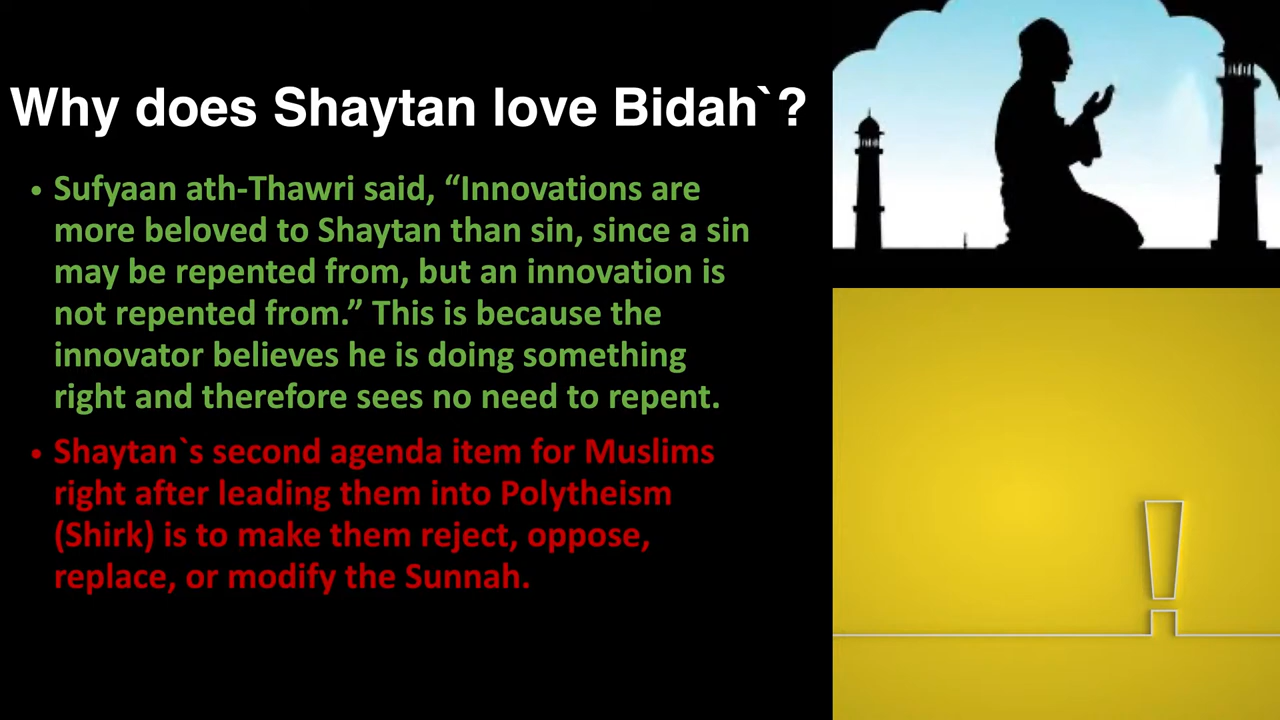 Why does Shaytan love Bidah`?
• Sufyaan ath-Thawri said, “Innovations are
more beloved to Shaytan than sin, since a sin
may be repented from, but an innovation is
not repented from.” This is because the
innovator believes he is doing something
right and therefore sees no need to repent.
• Shaytan`s second agenda item for Muslims
right after leading them into Polytheism
(Shirk) is to make them reject, oppose,
replace, or modify the Sunnah.
!